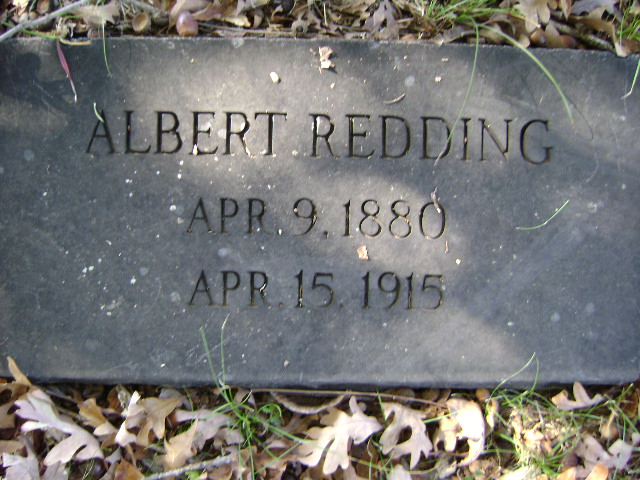 ALBERT REDDING
APR. 9, 1880
APR. 15, 1915